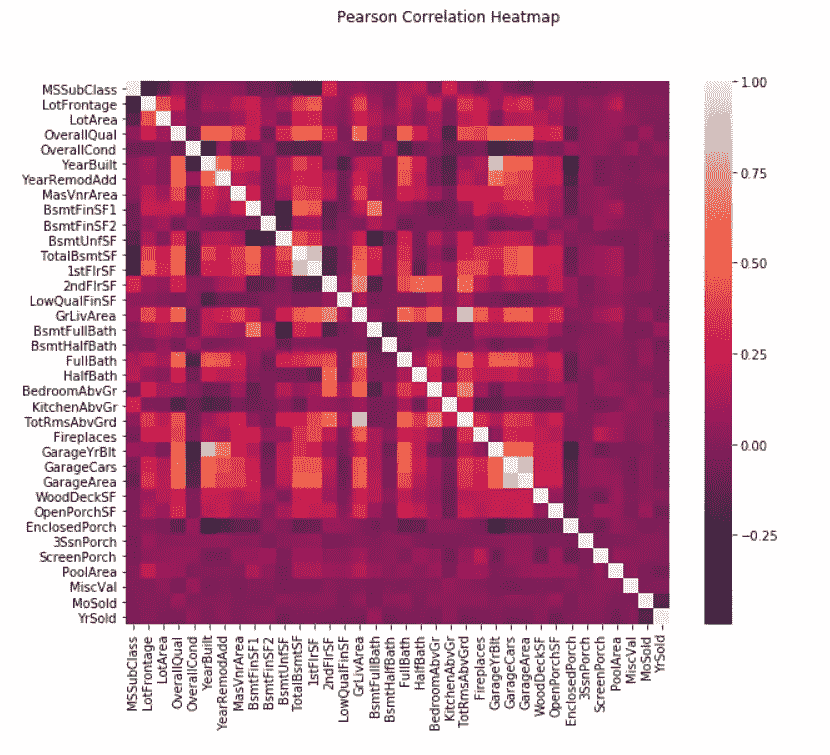 Pearson Correlation Heatmap
MSSubClass
LotFrontage
LotArea
OverallQual
OverallCond
YearBuilt
YearRemodAdd
MasVnrArea
BsmtFinSF1
BsmtFinSF2
BsmtUnfSF
TotalBsmtSF
1stFlrSF
2ndFlrSF
LowQualFinSF
GrLivArea
BsmtFullBath
BsmtHalfBath
FullBath
HalfBath
BedroomAbvGr
KitchenAbvGr
TotRmsAbvGrd
Fireplaces
GarageYrBlt
GarageCars
GarageArea
WoodDeckSF
OpenPorchSF
EnclosedPorch
3SsnPorch
ScreenPorch
PoolArea
MiscVal
MoSold
YrSold
MSSubClass
LotFrontage
LotArea
OverallQual
OverallCond
YearBuilt
YearRemodAdd
MasVnrArea
BsmtFinSF1
BsmtFinSF2
BsmtUnfSF
TotalBsmtSF
1stFlrSF
2ndFlrSF
LowQualFinSF
GrLivArea
BsmtFullBath
BsmtHalfBath
FullBath
HalfBath
BedroomAbvGr
KitchenAbvGr
TotRmsAbvGrd
Fireplaces
GarageYrBlt
GarageCars
GarageArea
WoodDeckSF
OpenPorchSF
EnclosedPorch
3SsnPorch
ScreenPorch
PoolArea
MiscVal
MoSold
YrSold
1.00
0.75
0.50
0.25
0.00
−0.25